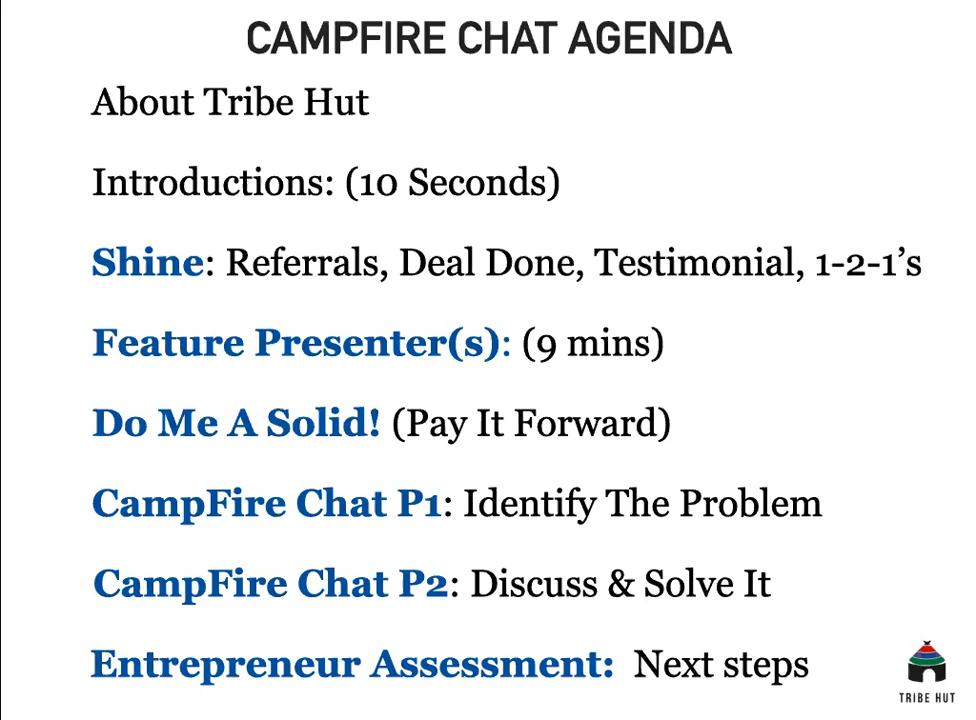 CAMPFIRE CHAT AGENDA
About Tribe Hut
Introductions: (10 Seconds)
Shine: Referrals, Deal Done, Testimonial, 1-2-1’s
Feature Presenter(s): (9 mins)
Do Me A Solid! (Pay It Forward)
CampFire Chat P1: Identify The Problem
CampFire Chat P2: Discuss & Solve It
Entrepreneur Assessment: Next steps
TRIBE HUT